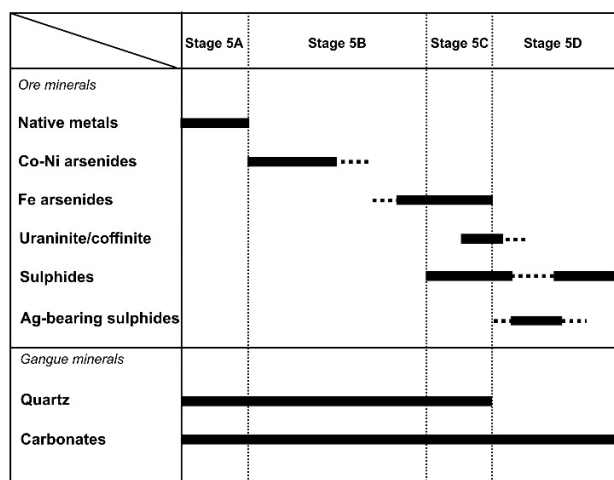 Stage 5A Stage 5B Stage 5C Stage 5D
Ore minerals
Native metals
Co-Ni arsenides
Fe arsenides
Uraninite/coffinite
Sulphides
Ag-bearing sulphides
Gangue minerals
Quartz
Carbonates